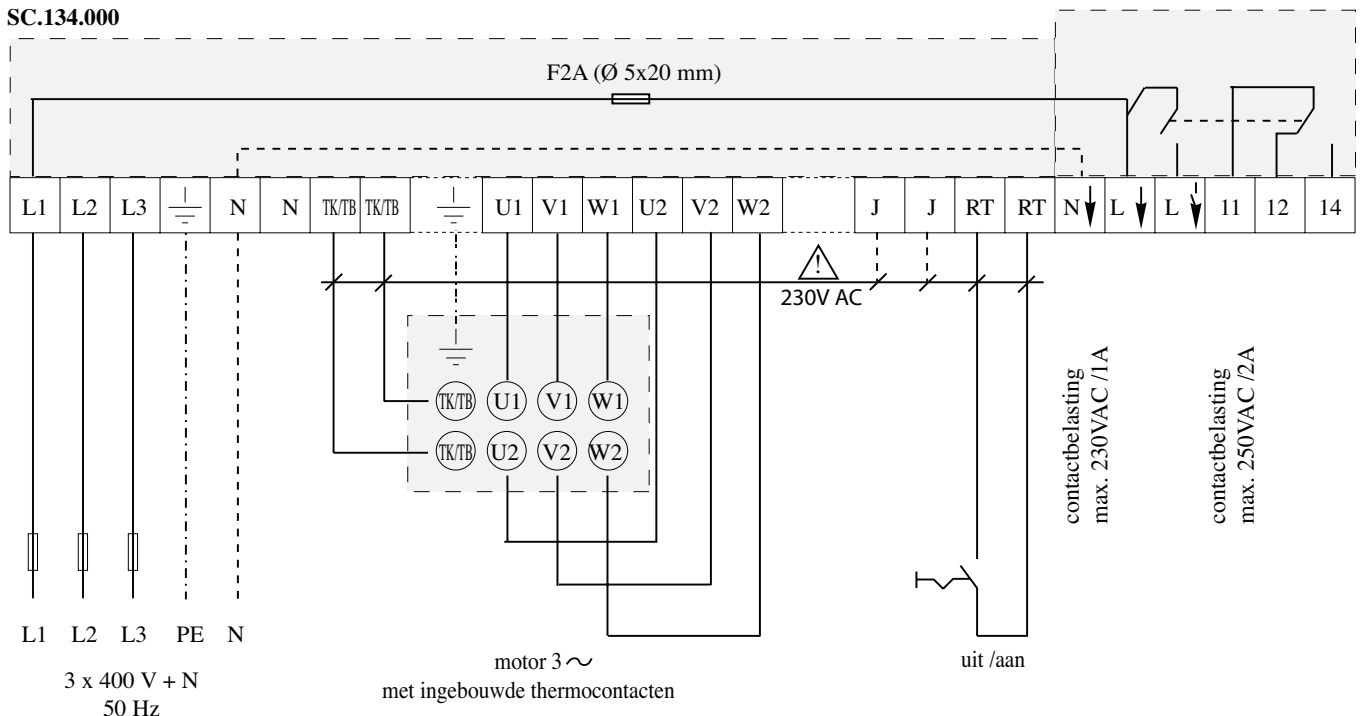 SC.134.000
F2A (Ø 5x20 mm)
L1 L2 L3 N N TK/TB TK/TB U1 V1 W1 U2 V2 W2 J J RT RT N L L 11 12 14
230V AC
TK/TB U1 V1 W1
TK/TB U2 V2 W2
contactbelasting
max. 230VAC /1A
contactbelasting
max. 250VAC /2A
L1 L2 L3 PE N
3 x 400 V + N
50 Hz
motor 3 ~
met ingebouwde thermocontacten
uit /aan